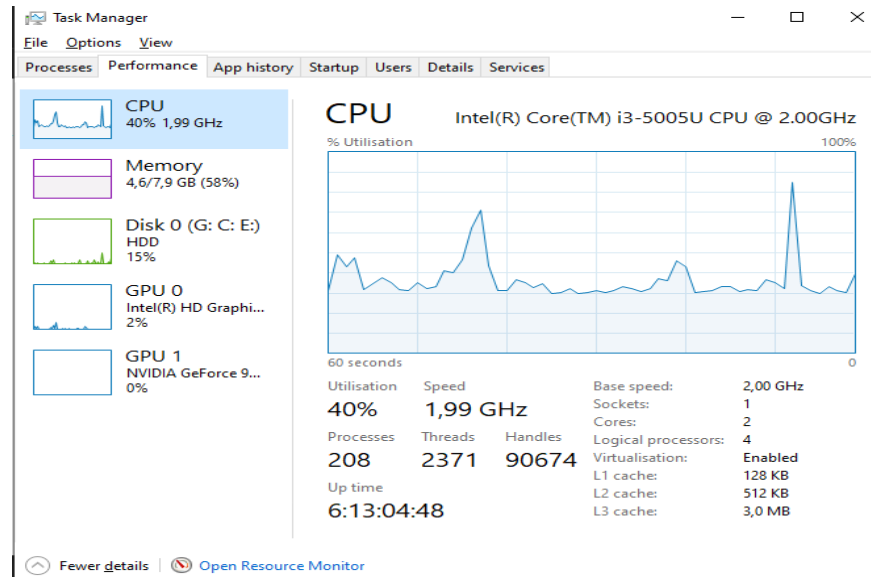 Task Manager
File Options View
Processes Performance App history Startup Users Details Services
CPU
40% 1,99 GHz
Memory
4,6/7,9 GB (58%)
Disk 0 (G: C: E:)
HDD
15%
GPU 0
Intel(R) HD Graphi...
2%
GPU 1
NVIDIA GeForce 9...
0%
CPU Intel(R) Core(TM) i3-5005U CPU @ 2.00GHz
% Utilisation 100%
60 seconds 0
Utilisation Speed
40% 1,99 GHz
Processes Threads Handles
208 2371 90674
Up time
6:13:04:48
Base speed: 2,00 GHz
Sockets: 1
Cores: 2
Logical processors: 4
Virtualisation: Enabled
L1 cache: 128 KB
L2 cache: 512 KB
L3 cache: 3,0 MB
Fewer details Open Resource Monitor